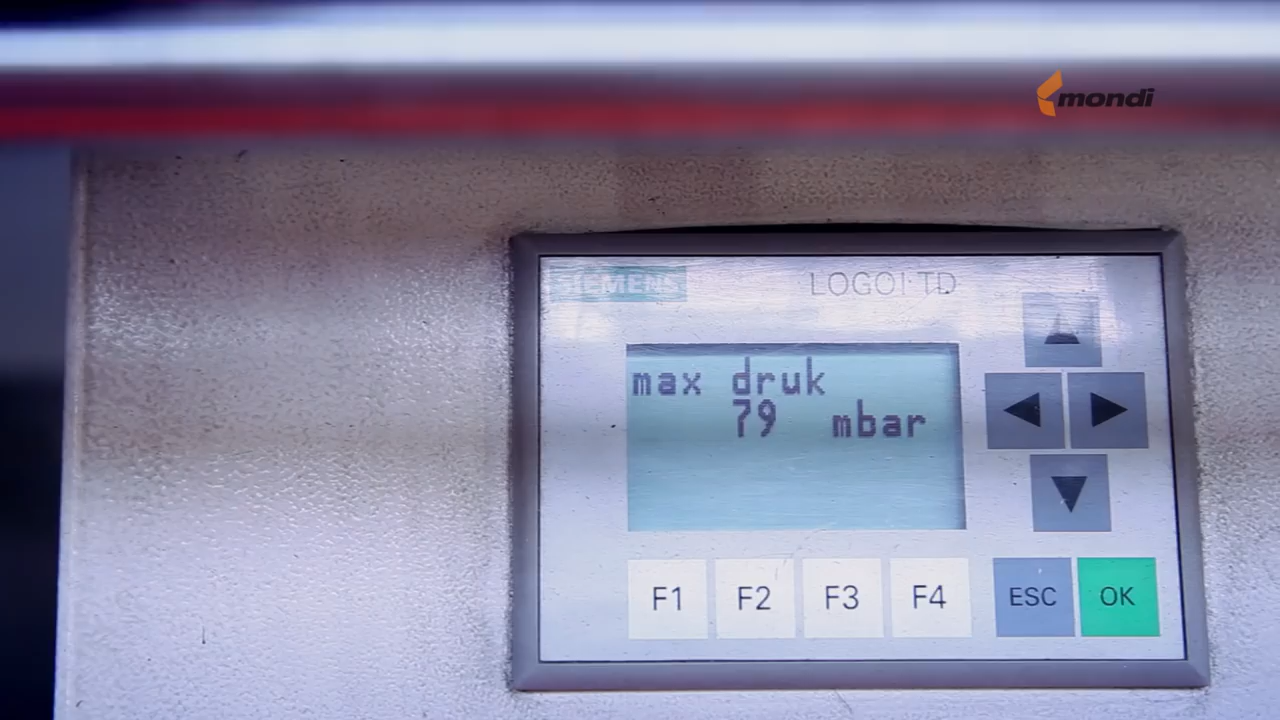 mondi
SIEMENS
LOGO! TD
max druk
79 mbar
F1 F2 F3 F4 ESC OK